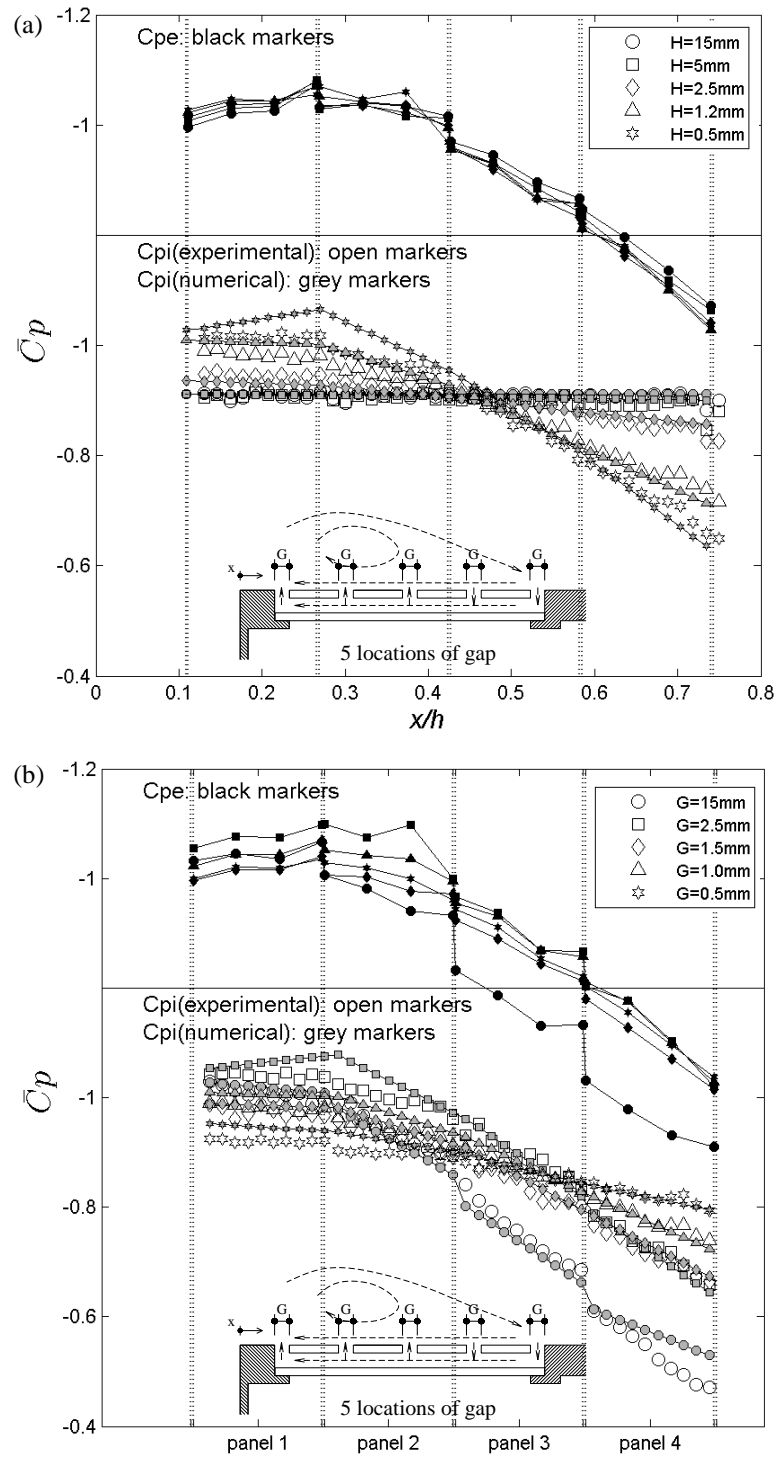 (a)
-1.2
Cpe: black markers
H=15mm
H=5mm
H=2.5mm
H=1.2mm
H=0.5mm
-1
Cpi(experimental): open markers
Cpi(numerical): grey markers
C̄p
-1
-0.8
-0.6
-0.4
G G G G G
x
5 locations of gap
0 0.1 0.2 0.3 0.4 0.5 0.6 0.7 0.8
x/h
(b)
-1.2
Cpe: black markers
G=15mm
G=2.5mm
G=1.5mm
G=1.0mm
G=0.5mm
-1
Cpi(experimental): open markers
Cpi(numerical): grey markers
C̄p
-1
-0.8
-0.6
-0.4
G G G G G
x
5 locations of gap
panel 1 panel 2 panel 3 panel 4